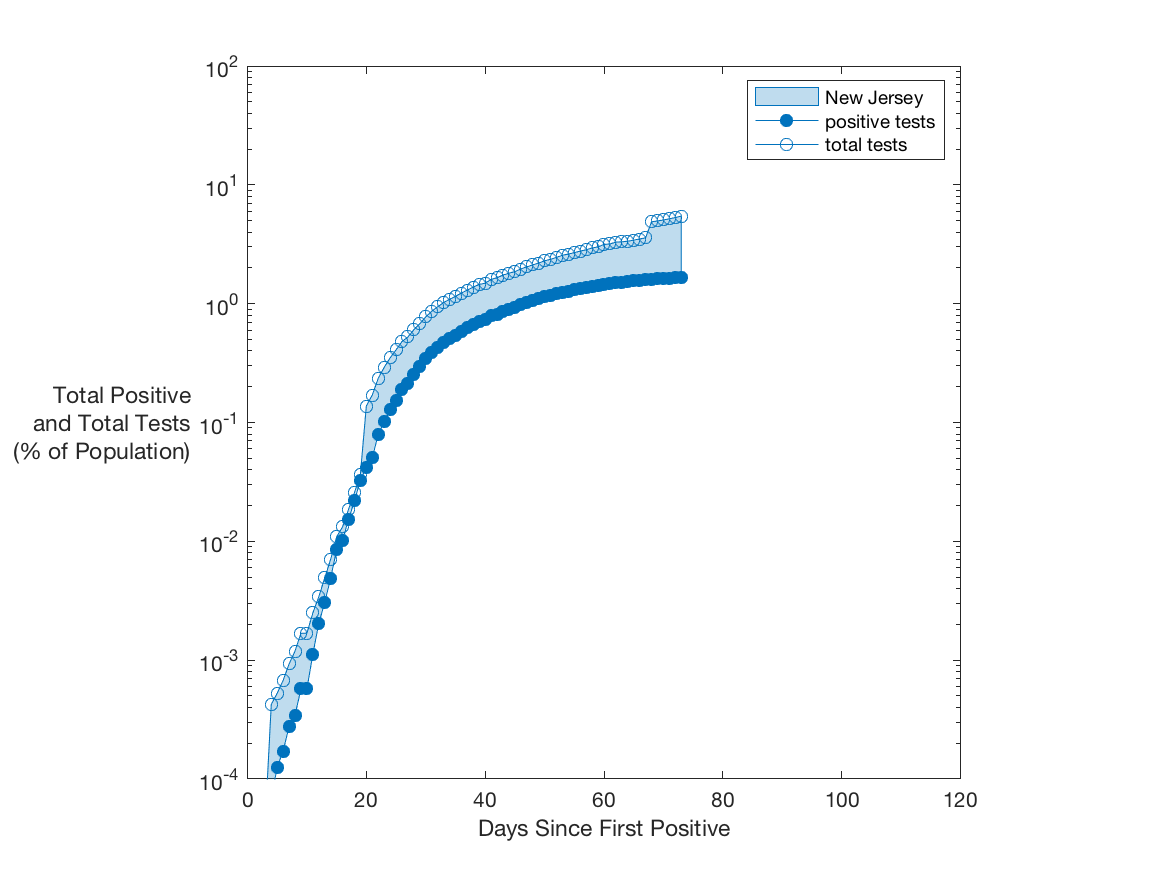 10^2
10^1
10^0
10^-1
10^-2
10^-3
10^-4
Total Positive
and Total Tests
(% of Population)
New Jersey
positive tests
total tests
0 20 40 60 80 100 120
Days Since First Positive